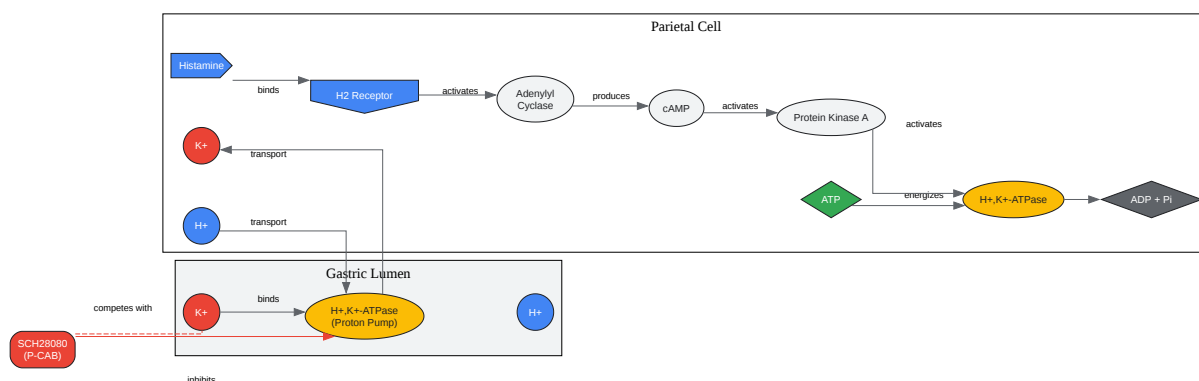 Parietal Cell
Histamine
binds
H2 Receptor
activates
Adenylyl
Cyclase
produces
cAMP
activates
Protein Kinase A
activates
K+
transport
ATP
energizes
H+,K+-ATPase
ADP + Pi
H+
transport
Gastric Lumen
K+
binds
H+,K+-ATPase
(Proton Pump)
H+
competes with
SCH28080
(P-CAB)
inhibits